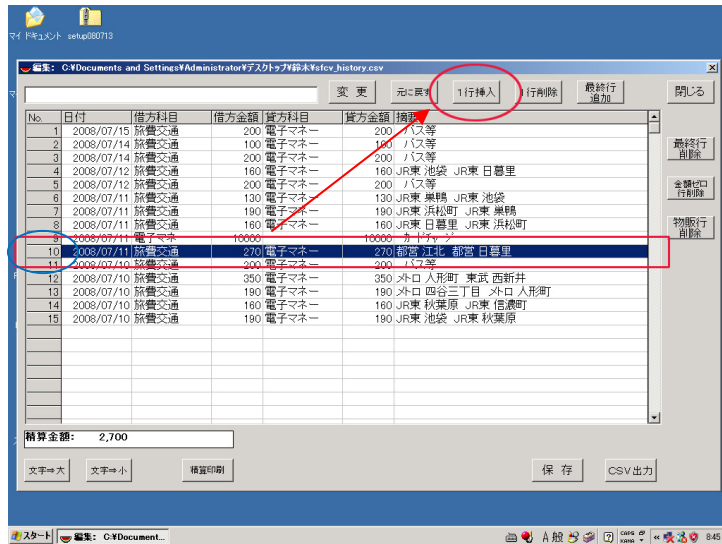 マイ ドキュメント setup080713
編集: C:¥Documents and Settings¥Administrator¥デスクトップ¥鈴木¥sfcv_history.csv
変 更 元に戻す 1行挿入 1行削除 最終行追加 閉じる
No. 日付 借方科目 借方金額 貸方科目 貸方金額 摘要
1 2008/07/15 旅費交通 200 電子マネー 200 バス等
2 2008/07/14 旅費交通 100 電子マネー 100 バス等
3 2008/07/14 旅費交通 200 電子マネー 200 バス等
4 2008/07/12 旅費交通 160 電子マネー 160 JR東 池袋 JR東 日暮里
5 2008/07/12 旅費交通 200 電子マネー 200 バス等
6 2008/07/11 旅費交通 130 電子マネー 130 JR東 巣鴨 JR東 池袋
7 2008/07/11 旅費交通 190 電子マネー 190 JR東 浜松町 JR東 巣鴨
8 2008/07/11 旅費交通 160 電子マネー 160 JR東 日暮里 JR東 浜松町
9 2008/07/11 電子マネー 10000 10000 カードチャージ
10 2008/07/11 旅費交通 270 電子マネー 270 都営 江北 都営 日暮里
11 2008/07/10 旅費交通 200 電子マネー 200 バス等
12 2008/07/10 旅費交通 350 電子マネー 350 メトロ 人形町 東武 西新井
13 2008/07/10 旅費交通 190 電子マネー 190 メトロ 四谷三丁目 メトロ 人形町
14 2008/07/10 旅費交通 160 電子マネー 160 JR東 秋葉原 JR東 信濃町
15 2008/07/10 旅費交通 190 電子マネー 190 JR東 池袋 JR東 秋葉原
最終行
削除
金額ゼロ
行削除
物販行
削除
精算金額: 2,700
文字⇒大 文字⇒小 精算印刷 保 存 CSV出力
スタート 編集: C:¥Document... A 般 CAPS KANA 8:45